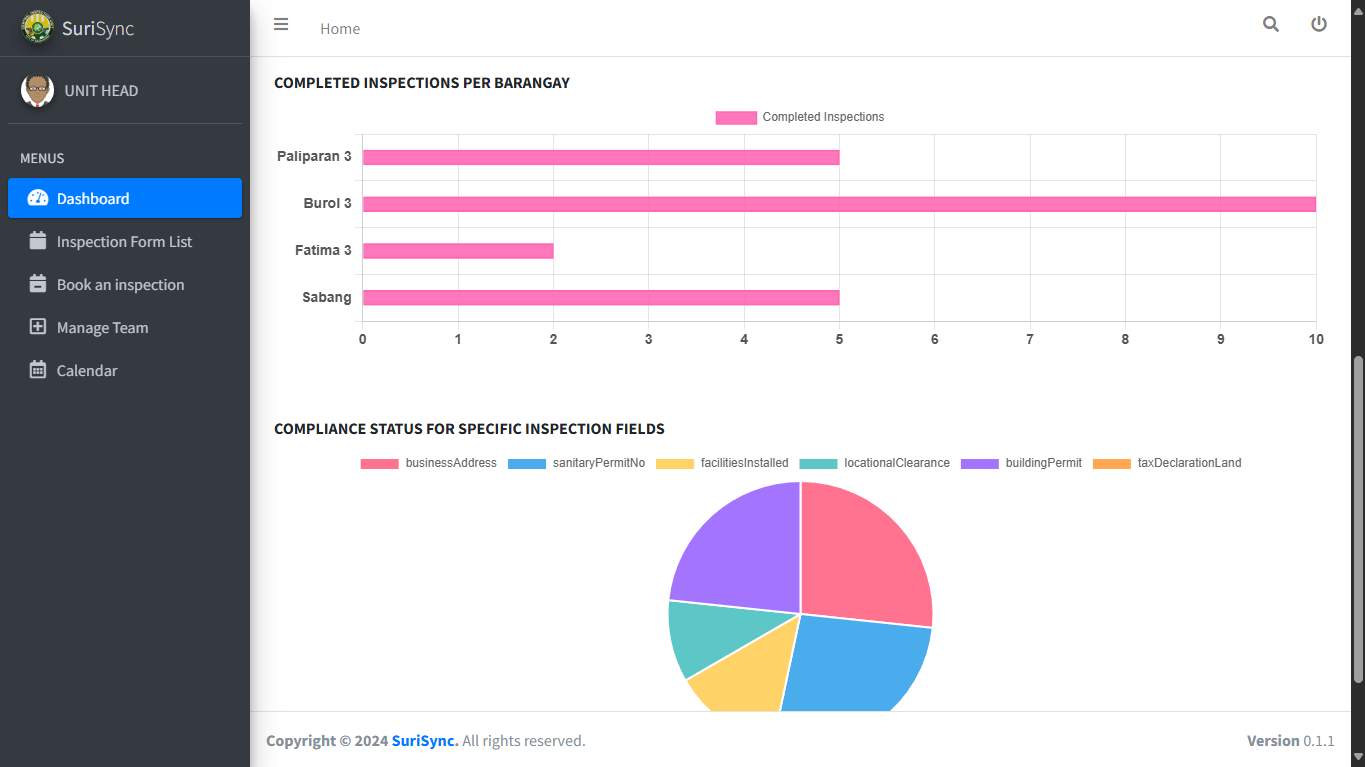 SuriSync
Home
UNIT HEAD
MENUS
Dashboard
Inspection Form List
Book an inspection
Manage Team
Calendar
COMPLETED INSPECTIONS PER BARANGAY
Completed Inspections
Paliparan 3
Burol 3
Fatima 3
Sabang
0 1 2 3 4 5 6 7 8 9 10
COMPLIANCE STATUS FOR SPECIFIC INSPECTION FIELDS
businessAddress sanitaryPermitNo facilitiesInstalled locationalClearance buildingPermit taxDeclarationLand
Copyright © 2024 SuriSync. All rights reserved.
Version 0.1.1